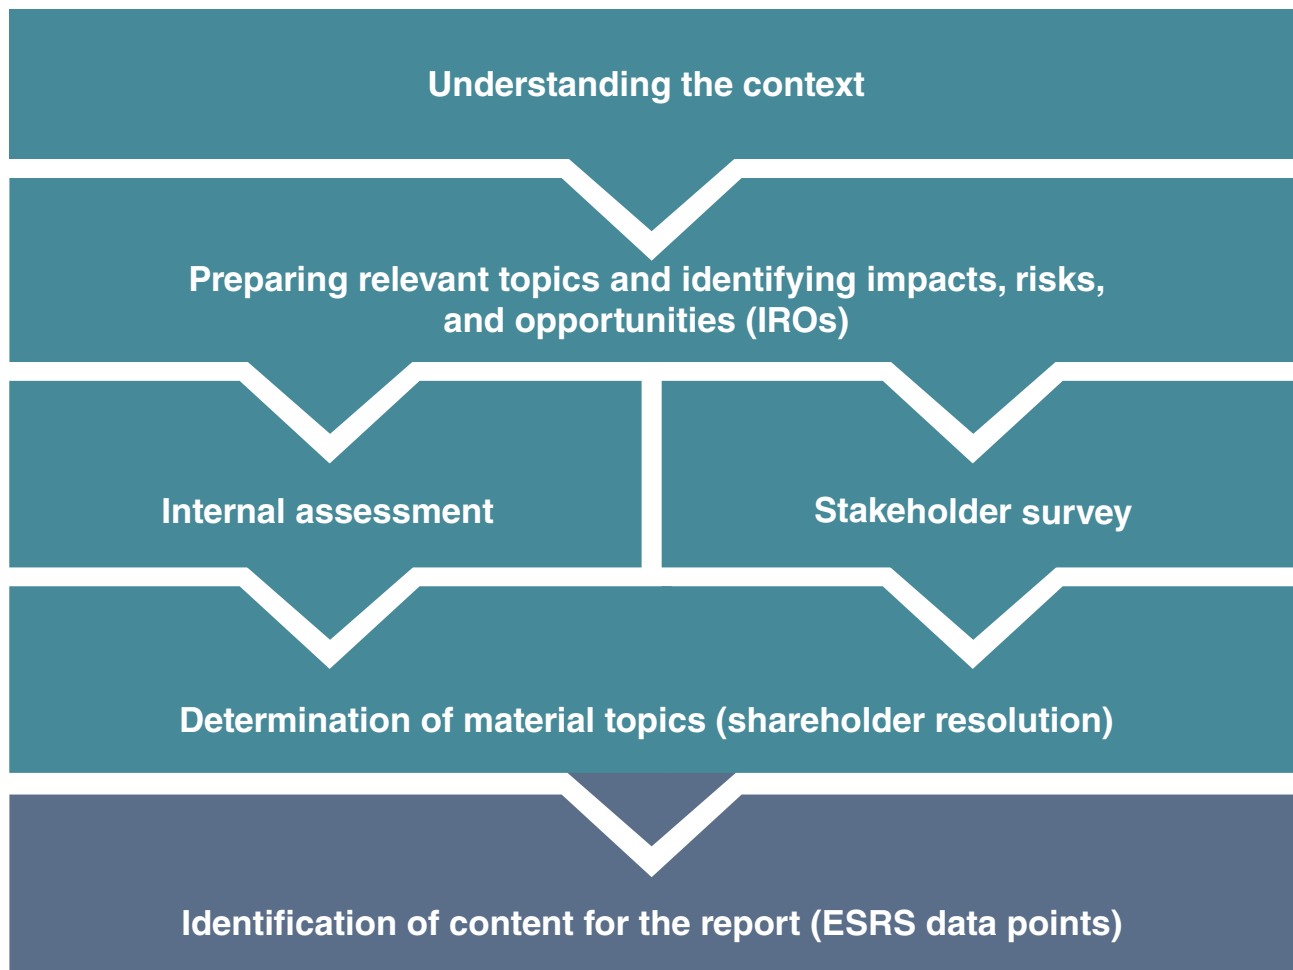 Understanding the context
Preparing relevant topics and identifying impacts, risks,
and opportunities (IROs)
Internal assessment
Stakeholder survey
Determination of material topics (shareholder resolution)
Identification of content for the report (ESRS data points)